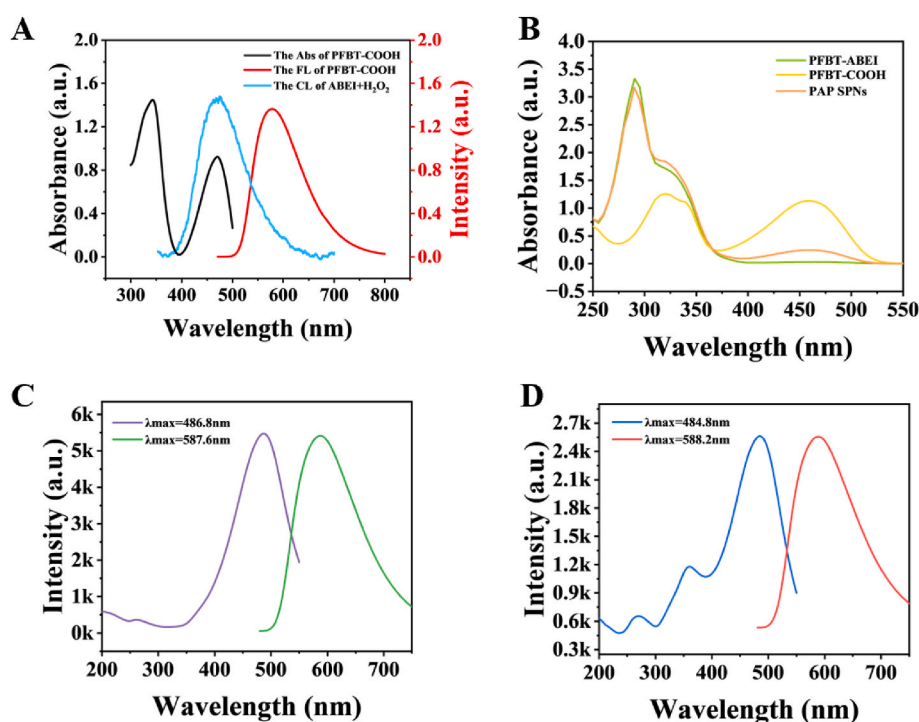 A
2.0
1.6
1.2
0.8
0.4
0.0
Absorbance (a.u.)
The Abs of PFBT-COOH
The FL of PFBT-COOH
The CL of ABEI+H₂O₂
2.0
1.6
1.2
0.8
0.4
0.0
Intensity (a.u.)
300 400 500 600 700 800
Wavelength (nm)
B
4.0
3.5
3.0
2.5
2.0
1.5
1.0
0.5
0.0
−0.5
Absorbance (a.u.)
PFBT-ABEI
PFBT-COOH
PAP SPNs
250 300 350 400 450 500 550
Wavelength (nm)
C
6k
5k
4k
3k
2k
1k
0k
Intensity (a.u.)
λmax=486.8nm
λmax=587.6nm
200 300 400 500 600 700
Wavelength (nm)
D
2.7k
2.4k
2.1k
1.8k
1.5k
1.2k
0.9k
0.6k
0.3k
Intensity (a.u.)
λmax=484.8nm
λmax=588.2nm
200 300 400 500 600 700
Wavelength (nm)